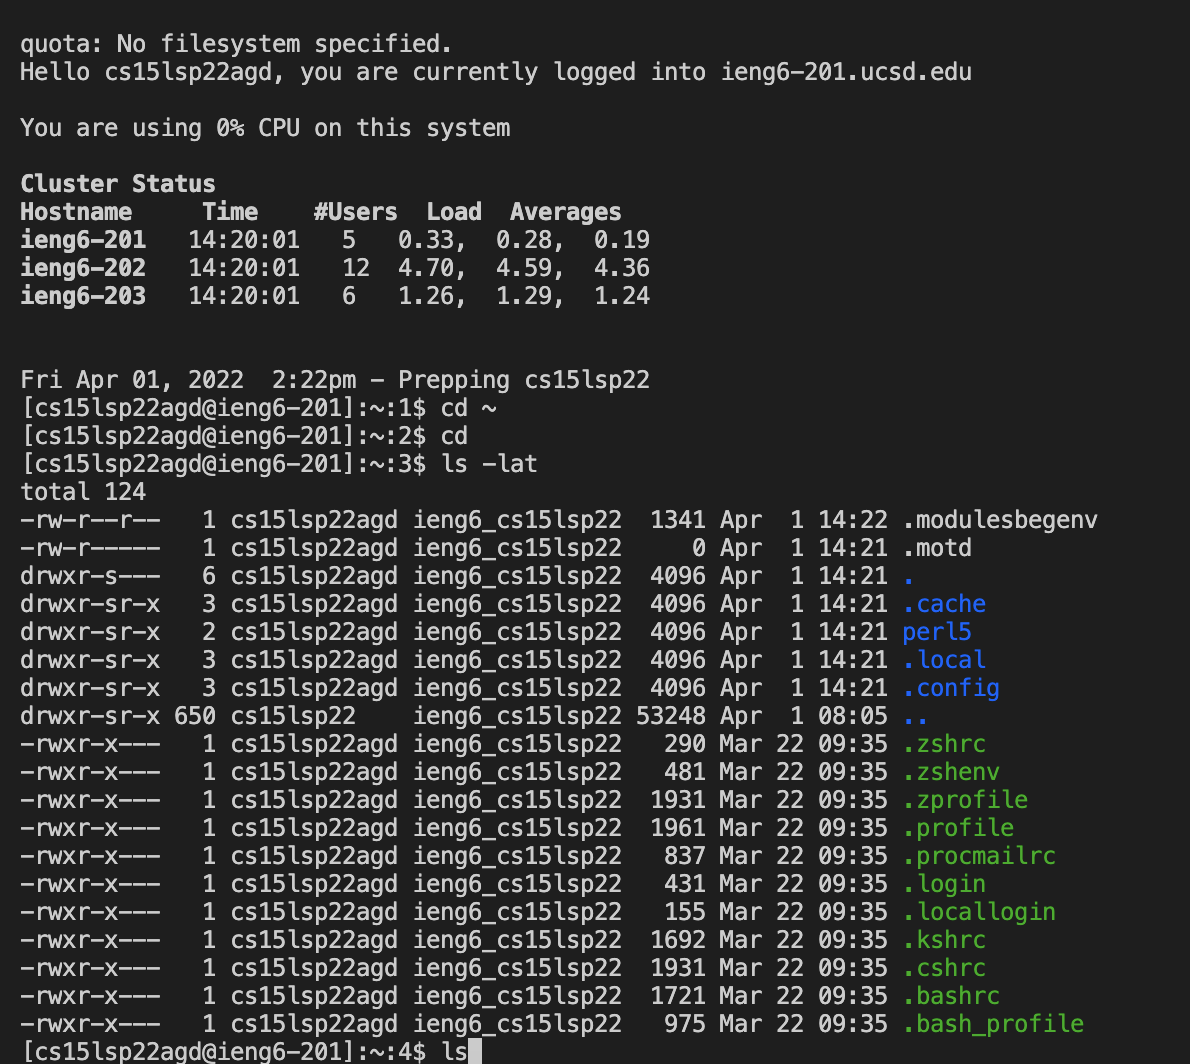 quota: No filesystem specified.
Hello cs15lsp22agd, you are currently logged into ieng6-201.ucsd.edu
You are using 0% CPU on this system
Cluster Status
Hostname     Time    #Users  Load  Averages
ieng6-201   14:20:01   5   0.33,  0.28,  0.19
ieng6-202   14:20:01   12  4.70,  4.59,  4.36
ieng6-203   14:20:01   6   1.26,  1.29,  1.24
Fri Apr 01, 2022  2:22pm - Prepping cs15lsp22
[cs15lsp22agd@ieng6-201]:~:1$ cd ~
[cs15lsp22agd@ieng6-201]:~:2$ cd
[cs15lsp22agd@ieng6-201]:~:3$ ls -lat
total 124
-rw-r--r--   1 cs15lsp22agd ieng6_cs15lsp22  1341 Apr  1 14:22 .modulesbegenv
-rw-r-----   1 cs15lsp22agd ieng6_cs15lsp22     0 Apr  1 14:21 .motd
drwxr-s---   6 cs15lsp22agd ieng6_cs15lsp22  4096 Apr  1 14:21 .
drwxr-sr-x   3 cs15lsp22agd ieng6_cs15lsp22  4096 Apr  1 14:21 .cache
drwxr-sr-x   2 cs15lsp22agd ieng6_cs15lsp22  4096 Apr  1 14:21 perl5
drwxr-sr-x   3 cs15lsp22agd ieng6_cs15lsp22  4096 Apr  1 14:21 .local
drwxr-sr-x   3 cs15lsp22agd ieng6_cs15lsp22  4096 Apr  1 14:21 .config
drwxr-sr-x 650 cs15lsp22    ieng6_cs15lsp22 53248 Apr  1 08:05 ..
-rwxr-x---   1 cs15lsp22agd ieng6_cs15lsp22   290 Mar 22 09:35 .zshrc
-rwxr-x---   1 cs15lsp22agd ieng6_cs15lsp22   481 Mar 22 09:35 .zshenv
-rwxr-x---   1 cs15lsp22agd ieng6_cs15lsp22  1931 Mar 22 09:35 .zprofile
-rwxr-x---   1 cs15lsp22agd ieng6_cs15lsp22  1961 Mar 22 09:35 .profile
-rwxr-x---   1 cs15lsp22agd ieng6_cs15lsp22   837 Mar 22 09:35 .procmailrc
-rwxr-x---   1 cs15lsp22agd ieng6_cs15lsp22   431 Mar 22 09:35 .login
-rwxr-x---   1 cs15lsp22agd ieng6_cs15lsp22   155 Mar 22 09:35 .locallogin
-rwxr-x---   1 cs15lsp22agd ieng6_cs15lsp22  1692 Mar 22 09:35 .kshrc
-rwxr-x---   1 cs15lsp22agd ieng6_cs15lsp22  1931 Mar 22 09:35 .cshrc
-rwxr-x---   1 cs15lsp22agd ieng6_cs15lsp22  1721 Mar 22 09:35 .bashrc
-rwxr-x---   1 cs15lsp22agd ieng6_cs15lsp22   975 Mar 22 09:35 .bash_profile
[cs15lsp22agd@ieng6-201]:~:4$ ls